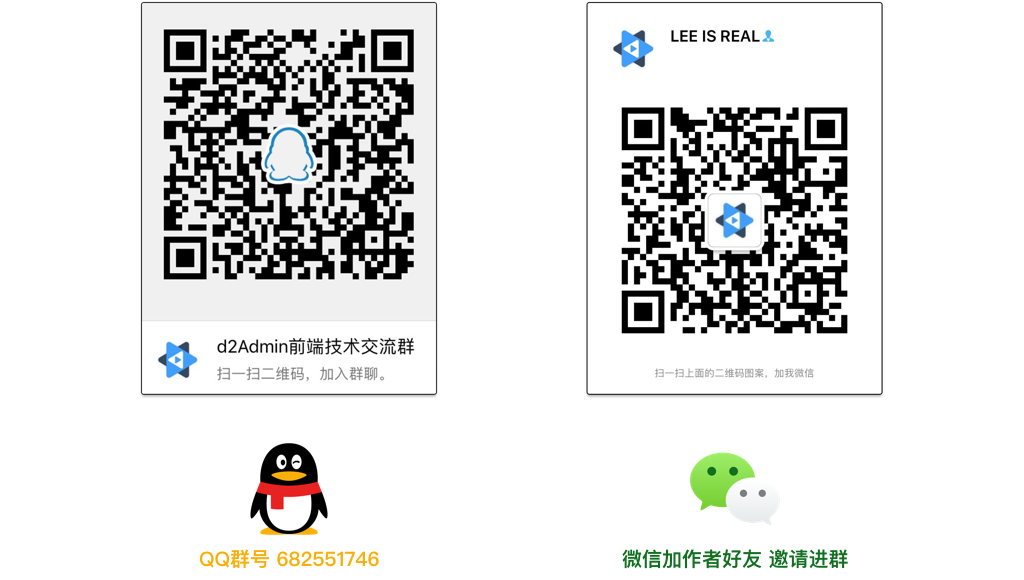 d2Admin前端技术交流群
扫一扫二维码，加入群聊。
QQ群号 682551746
LEE IS REAL
扫一扫上面的二维码图案，加我微信
微信加作者好友 邀请进群